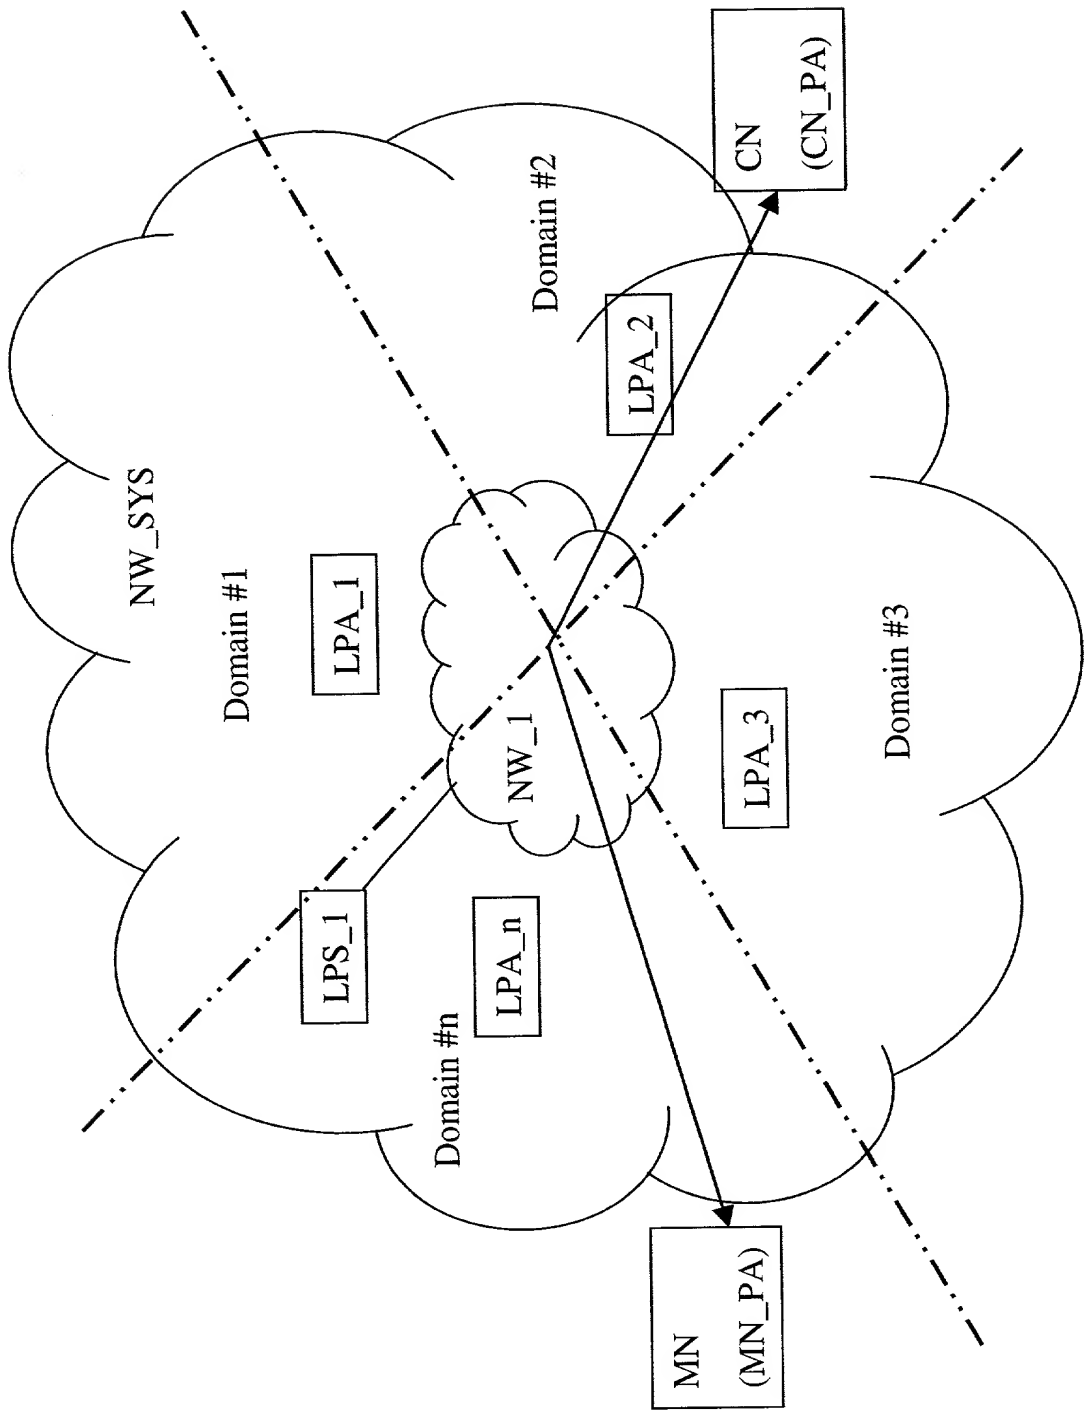 NW_SYS
Domain #1
LPA_1
LPS_1
NW_1
Domain #n
LPA_n
Domain #2
LPA_2
LPA_3
Domain #3
MN
(MN_PA)
CN
(CN_PA)